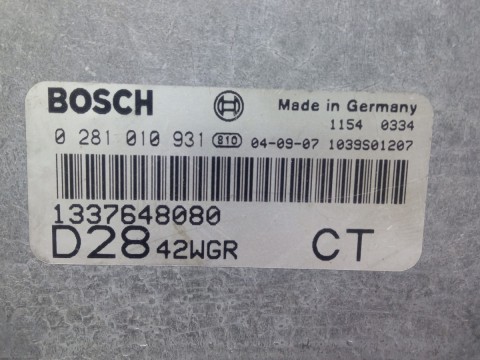 BOSCH Made in Germany
1154 0334
0 281 010 931 810 04-09-07 1039S01207
1337648080
D28 42WGR CT